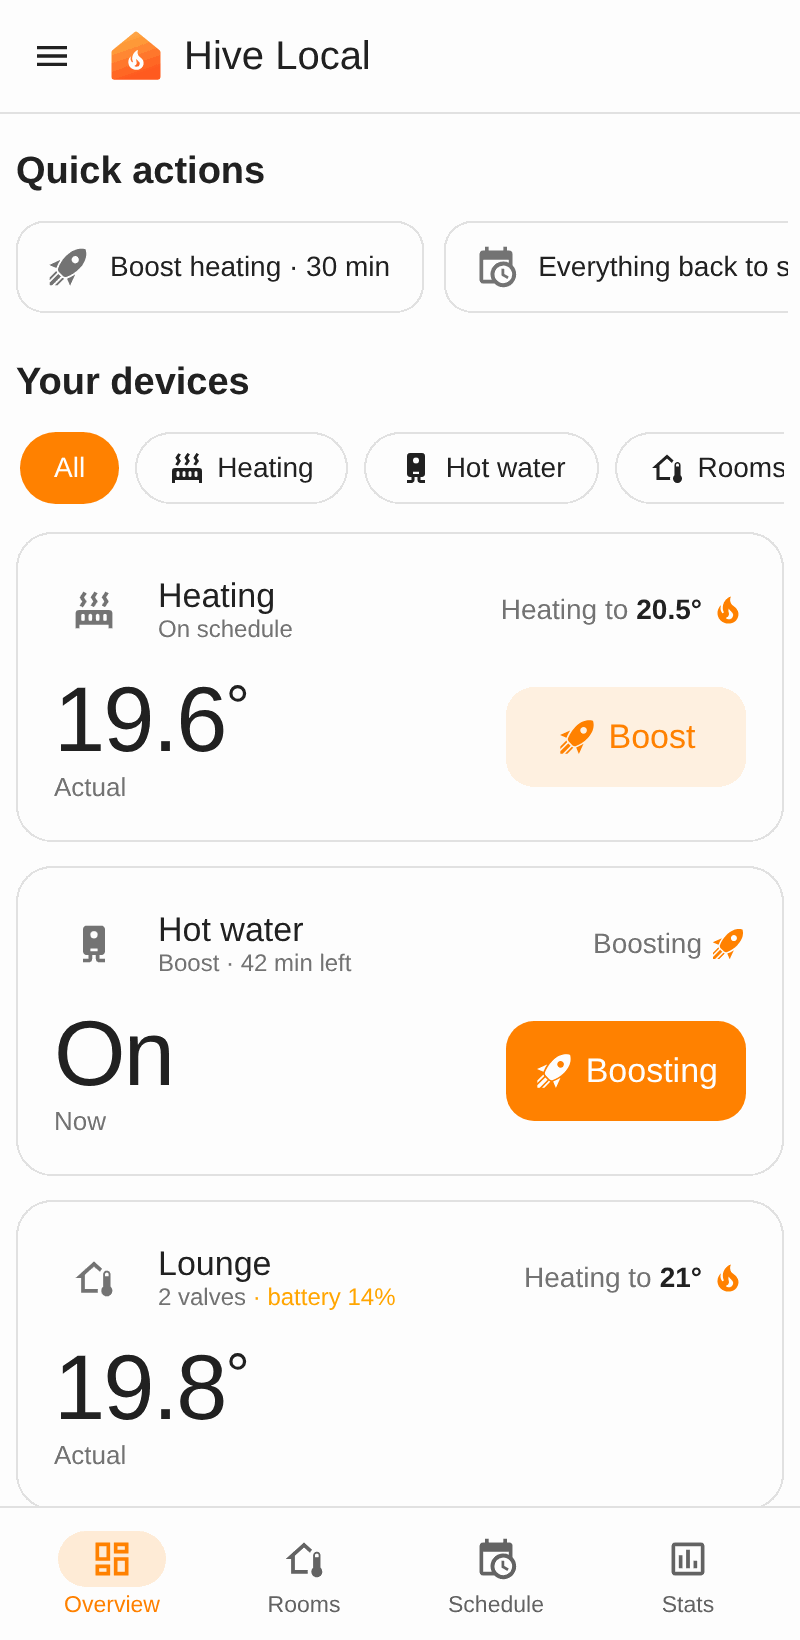 Hive Local
Quick actions
Boost heating · 30 min
Everything back to s
Your devices
All
Heating
Hot water
Rooms
Heating
On schedule
Heating to 20.5°
19.6°
Boost
Actual
Hot water
Boost · 42 min left
Boosting
On
Boosting
Now
Lounge
2 valves · battery 14%
Heating to 21°
19.8°
Actual
Overview
Rooms
Schedule
Stats